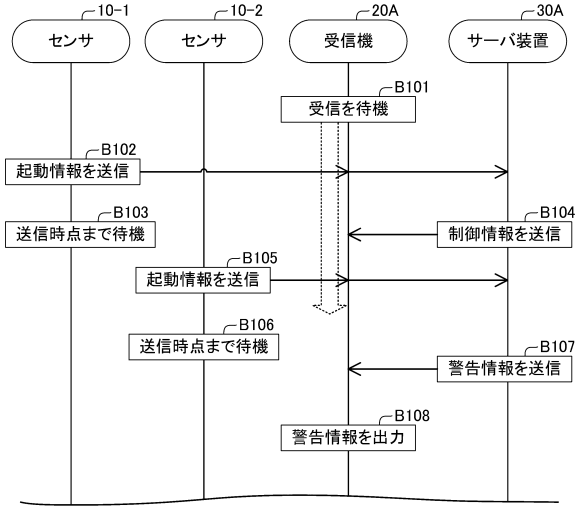 10-1
10-2
20A
30A
センサ
センサ
受信機
サーバ装置
B101
受信を待機
B102
起動情報を送信
B103
送信時点まで待機
B104
制御情報を送信
B105
起動情報を送信
B106
送信時点まで待機
B107
警告情報を送信
B108
警告情報を出力